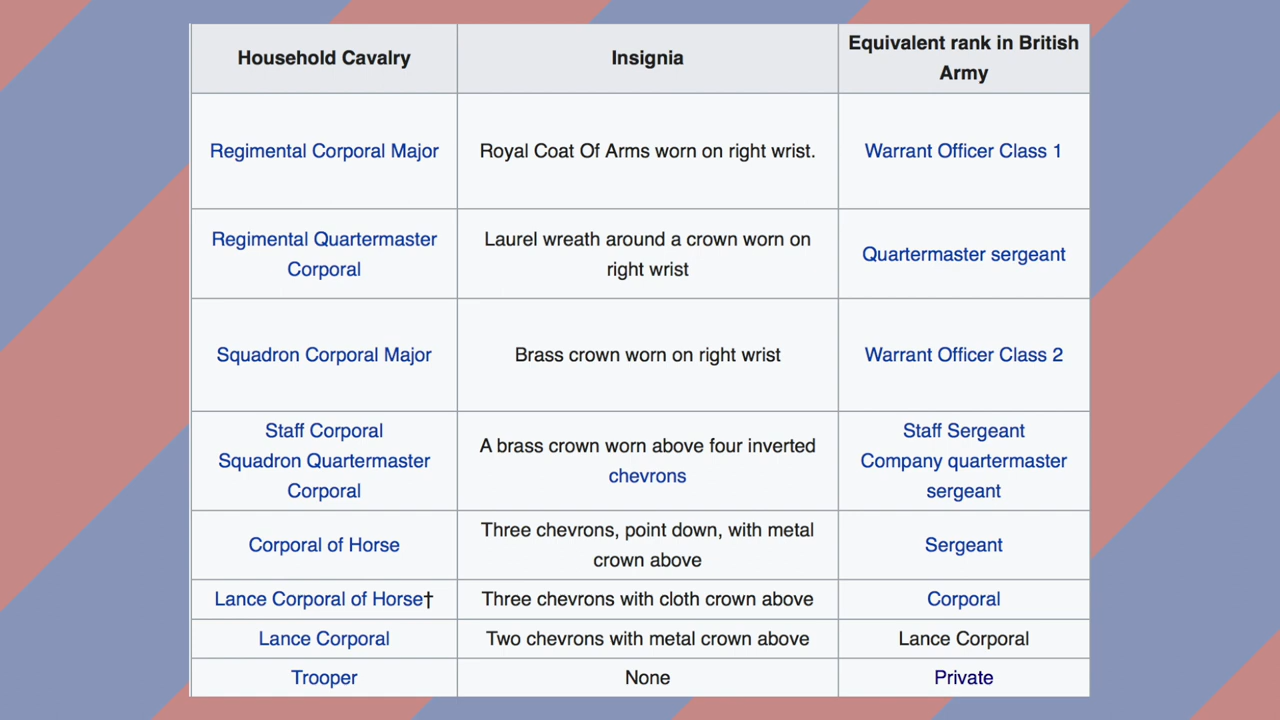 Household Cavalry
Insignia
Equivalent rank in British
Army
Regimental Corporal Major
Royal Coat Of Arms worn on right wrist.
Warrant Officer Class 1
Regimental Quartermaster
Corporal
Laurel wreath around a crown worn on
right wrist
Quartermaster sergeant
Squadron Corporal Major
Brass crown worn on right wrist
Warrant Officer Class 2
Staff Corporal
Squadron Quartermaster
Corporal
A brass crown worn above four inverted
chevrons
Staff Sergeant
Company quartermaster
sergeant
Corporal of Horse
Three chevrons, point down, with metal
crown above
Sergeant
Lance Corporal of Horse†
Three chevrons with cloth crown above
Corporal
Lance Corporal
Two chevrons with metal crown above
Lance Corporal
Trooper
None
Private